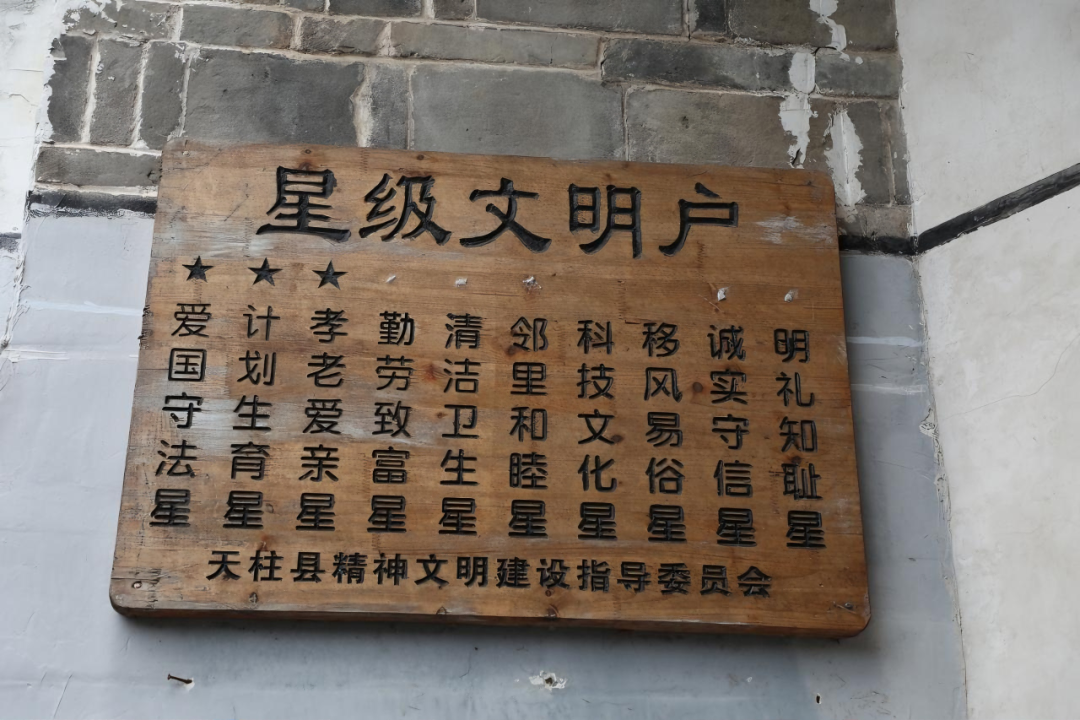 星级文明户
★ ★ ★
爱国守法星
计划生育星
孝老爱亲星
勤劳致富星
清洁卫生星
邻里和睦星
科技文化星
移风易俗星
诚实守信星
明礼知耻星
天柱县精神文明建设指导委员会